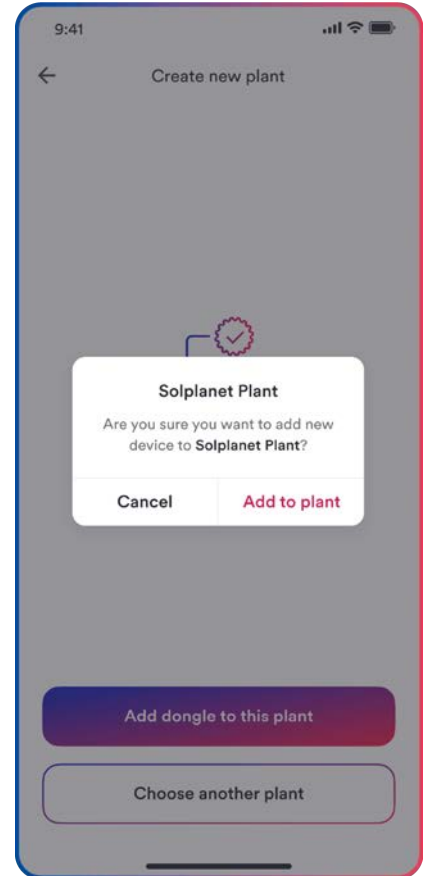 9:41
Create new plant
Solplanet Plant
Are you sure you want to add new
device to Solplanet Plant?
Cancel
Add to plant
Add dongle to this plant
Choose another plant